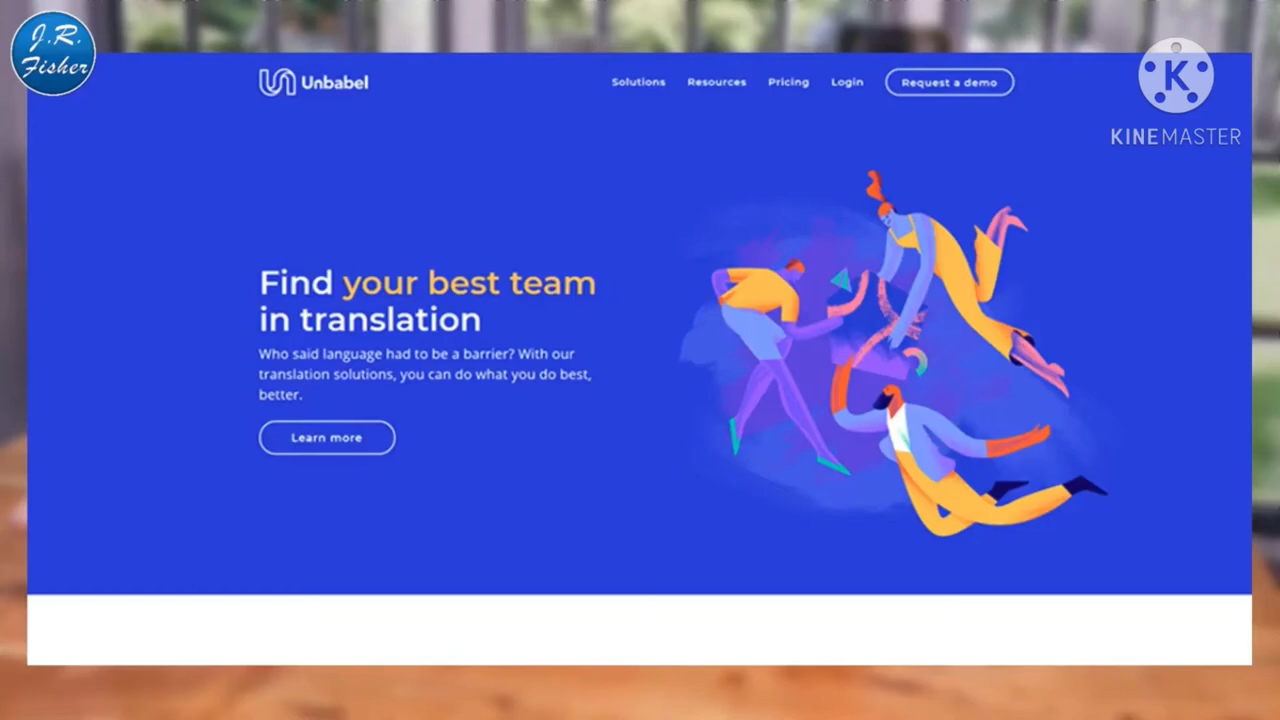 J.R.
Fisher
Unbabel
Solutions
Resources
Pricing
Login
Request a demo
K
KINEMASTER
Find your best team
in translation
Who said language had to be a barrier? With our
translation solutions, you can do what you do best,
better.
Learn more